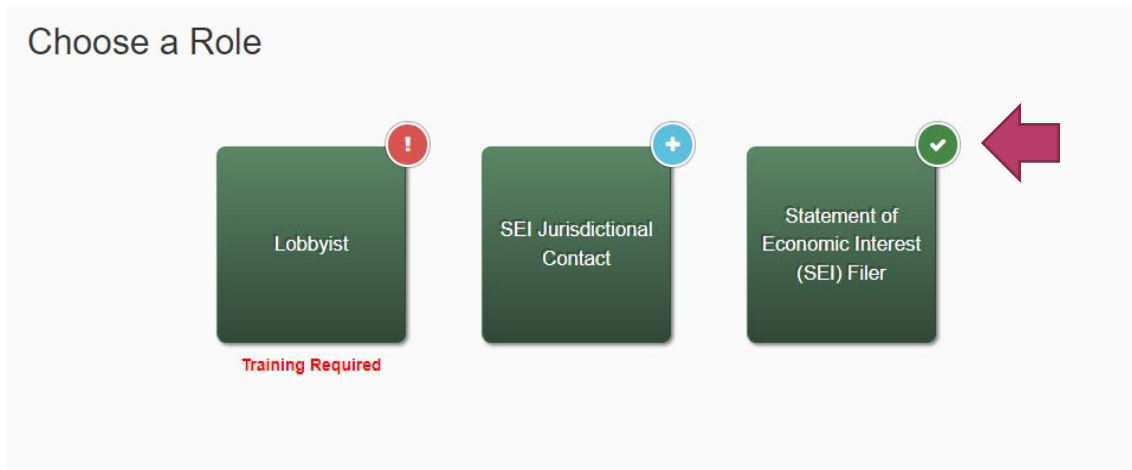 Choose a Role
Lobbyist
Training Required
SEI Jurisdictional
Contact
Statement of
Economic Interest
(SEI) Filer